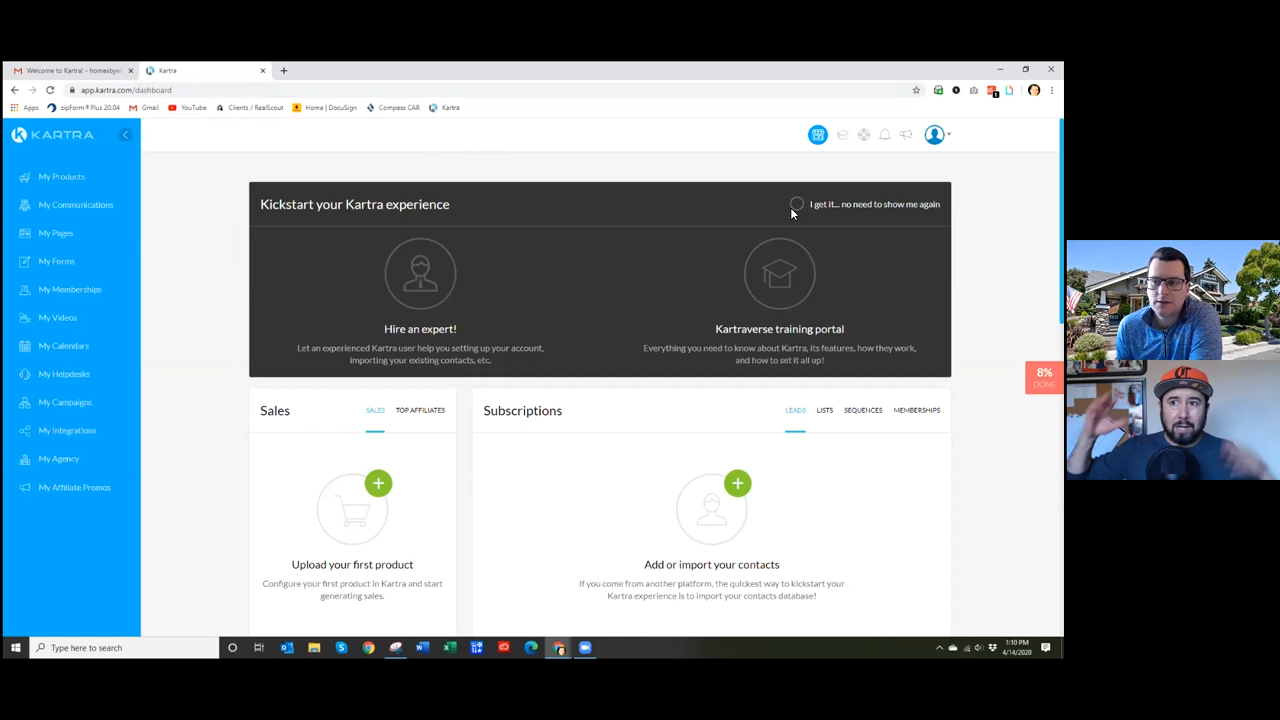 Welcome to Kartra! - homesbye
Kartra
app.kartra.com/dashboard
Apps
zipForm® Plus 20.04
Gmail
YouTube
Clients / RealScout
Home | DocuSign
Compass CAR
Kartra
KARTRA
My Products
My Communications
My Pages
My Forms
My Memberships
My Videos
My Calendars
My Helpdesks
My Campaigns
My Integrations
My Agency
My Affiliate Promos
Kickstart your Kartra experience
I get it... no need to show me again
Hire an expert!
Let an experienced Kartra user help you setting up your account,
importing your existing contacts, etc.
Kartraverse training portal
Everything you need to know about Kartra, its features, how they work,
and how to set it all up!
8%
DONE
Sales
SALES
TOP AFFILIATES
Subscriptions
LEADS
LISTS
SEQUENCES
MEMBERSHIPS
Upload your first product
Configure your first product in Kartra and start
generating sales.
Add or import your contacts
If you come from another platform, the quickest way to kickstart your
Kartra experience is to import your contacts database!
Type here to search
1:10 PM
4/14/2020